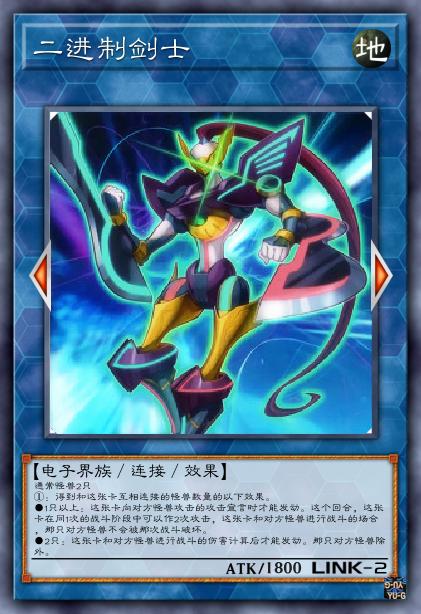 二进制剑士
地
【电子界族／连接／效果】
通常怪兽2只
①：得到和这张卡互相连接的怪兽数量的以下效果。
●1只以上：这张卡向对方怪兽攻击的攻击宣言时才能发动。这个回合，这张
卡在同1次的战斗阶段中可以作2次攻击，这张卡和对方怪兽进行战斗的场合
，那只对方怪兽不会被那次战斗破坏。
●2只：这张卡和对方怪兽进行战斗的伤害计算后才能发动。那只对方怪兽除
外。
ATK/1800 LINK-2